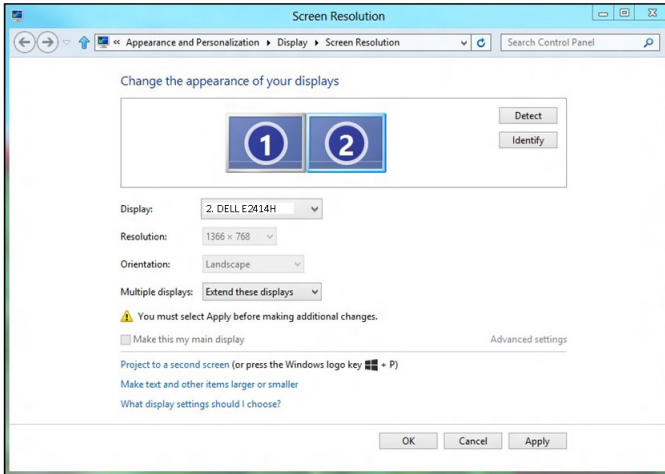 Screen Resolution
« Appearance and Personalization Display Screen Resolution Search Control Panel
Change the appearance of your displays
1 2
Detect
Identify
Display: 2. DELL E2414H
Resolution: 1366 × 768
Orientation: Landscape
Multiple displays: Extend these displays
You must select Apply before making additional changes.
Make this my main display Advanced settings
Project to a second screen (or press the Windows logo key + P)
Make text and other items larger or smaller
What display settings should I choose?
OK Cancel Apply